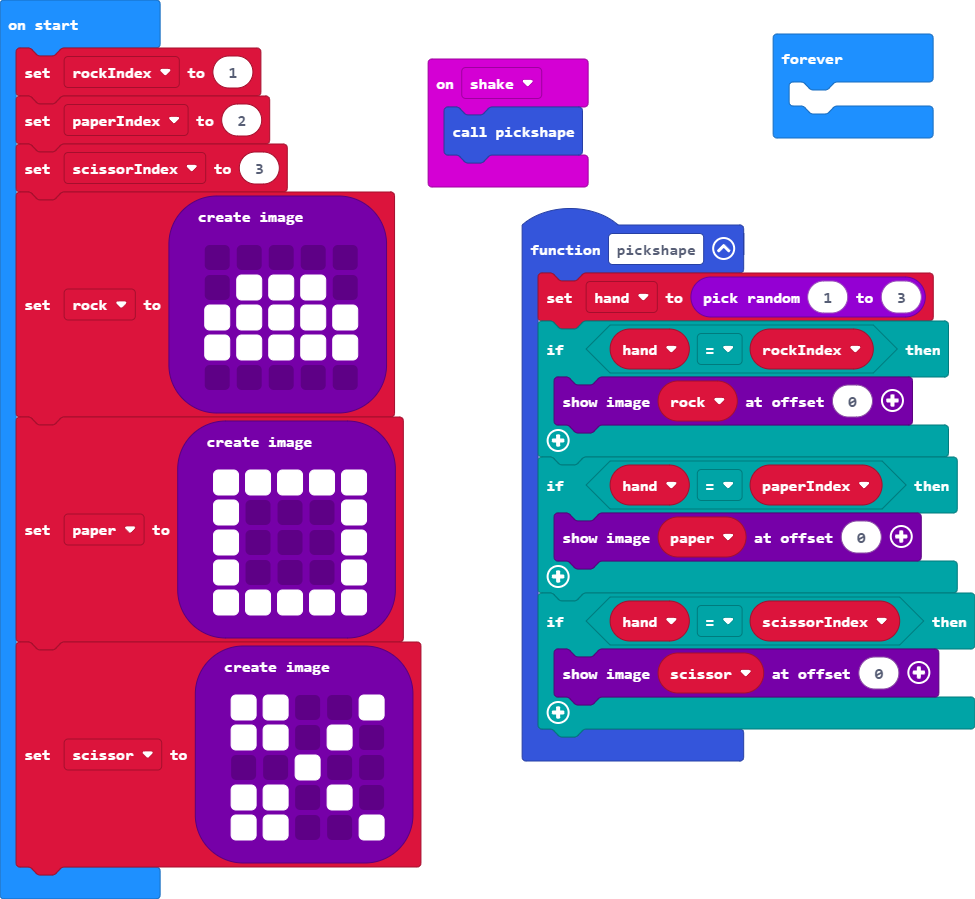 on start
set rockIndex to 1
set paperIndex to 2
set scissorIndex to 3
create image
set rock to
create image
set paper to
create image
set scissor to
on shake
call pickshape
forever
function pickshape
set hand to pick random 1 to 3
if hand = rockIndex then
show image rock at offset 0
if hand = paperIndex then
show image paper at offset 0
if hand = scissorIndex then
show image scissor at offset 0